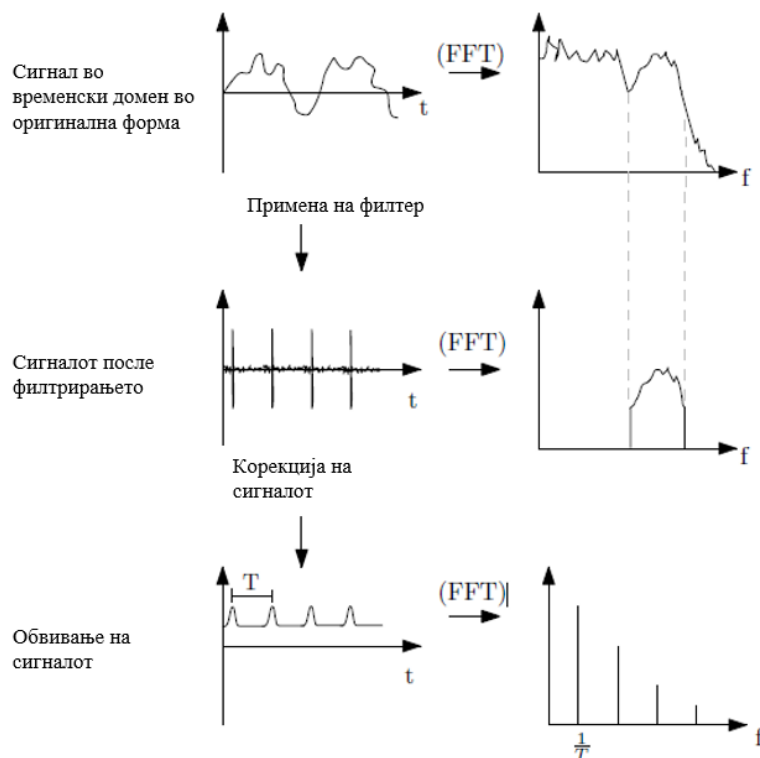 Сигнал во
временски домен во
оригинална форма
(FFT)
t
f
Примена на филтер
Сигналот после
филтрирањето
(FFT)
t
f
Корекција на
сигналот
Обвивање на
сигналот
T
(FFT)
t
f
1
T